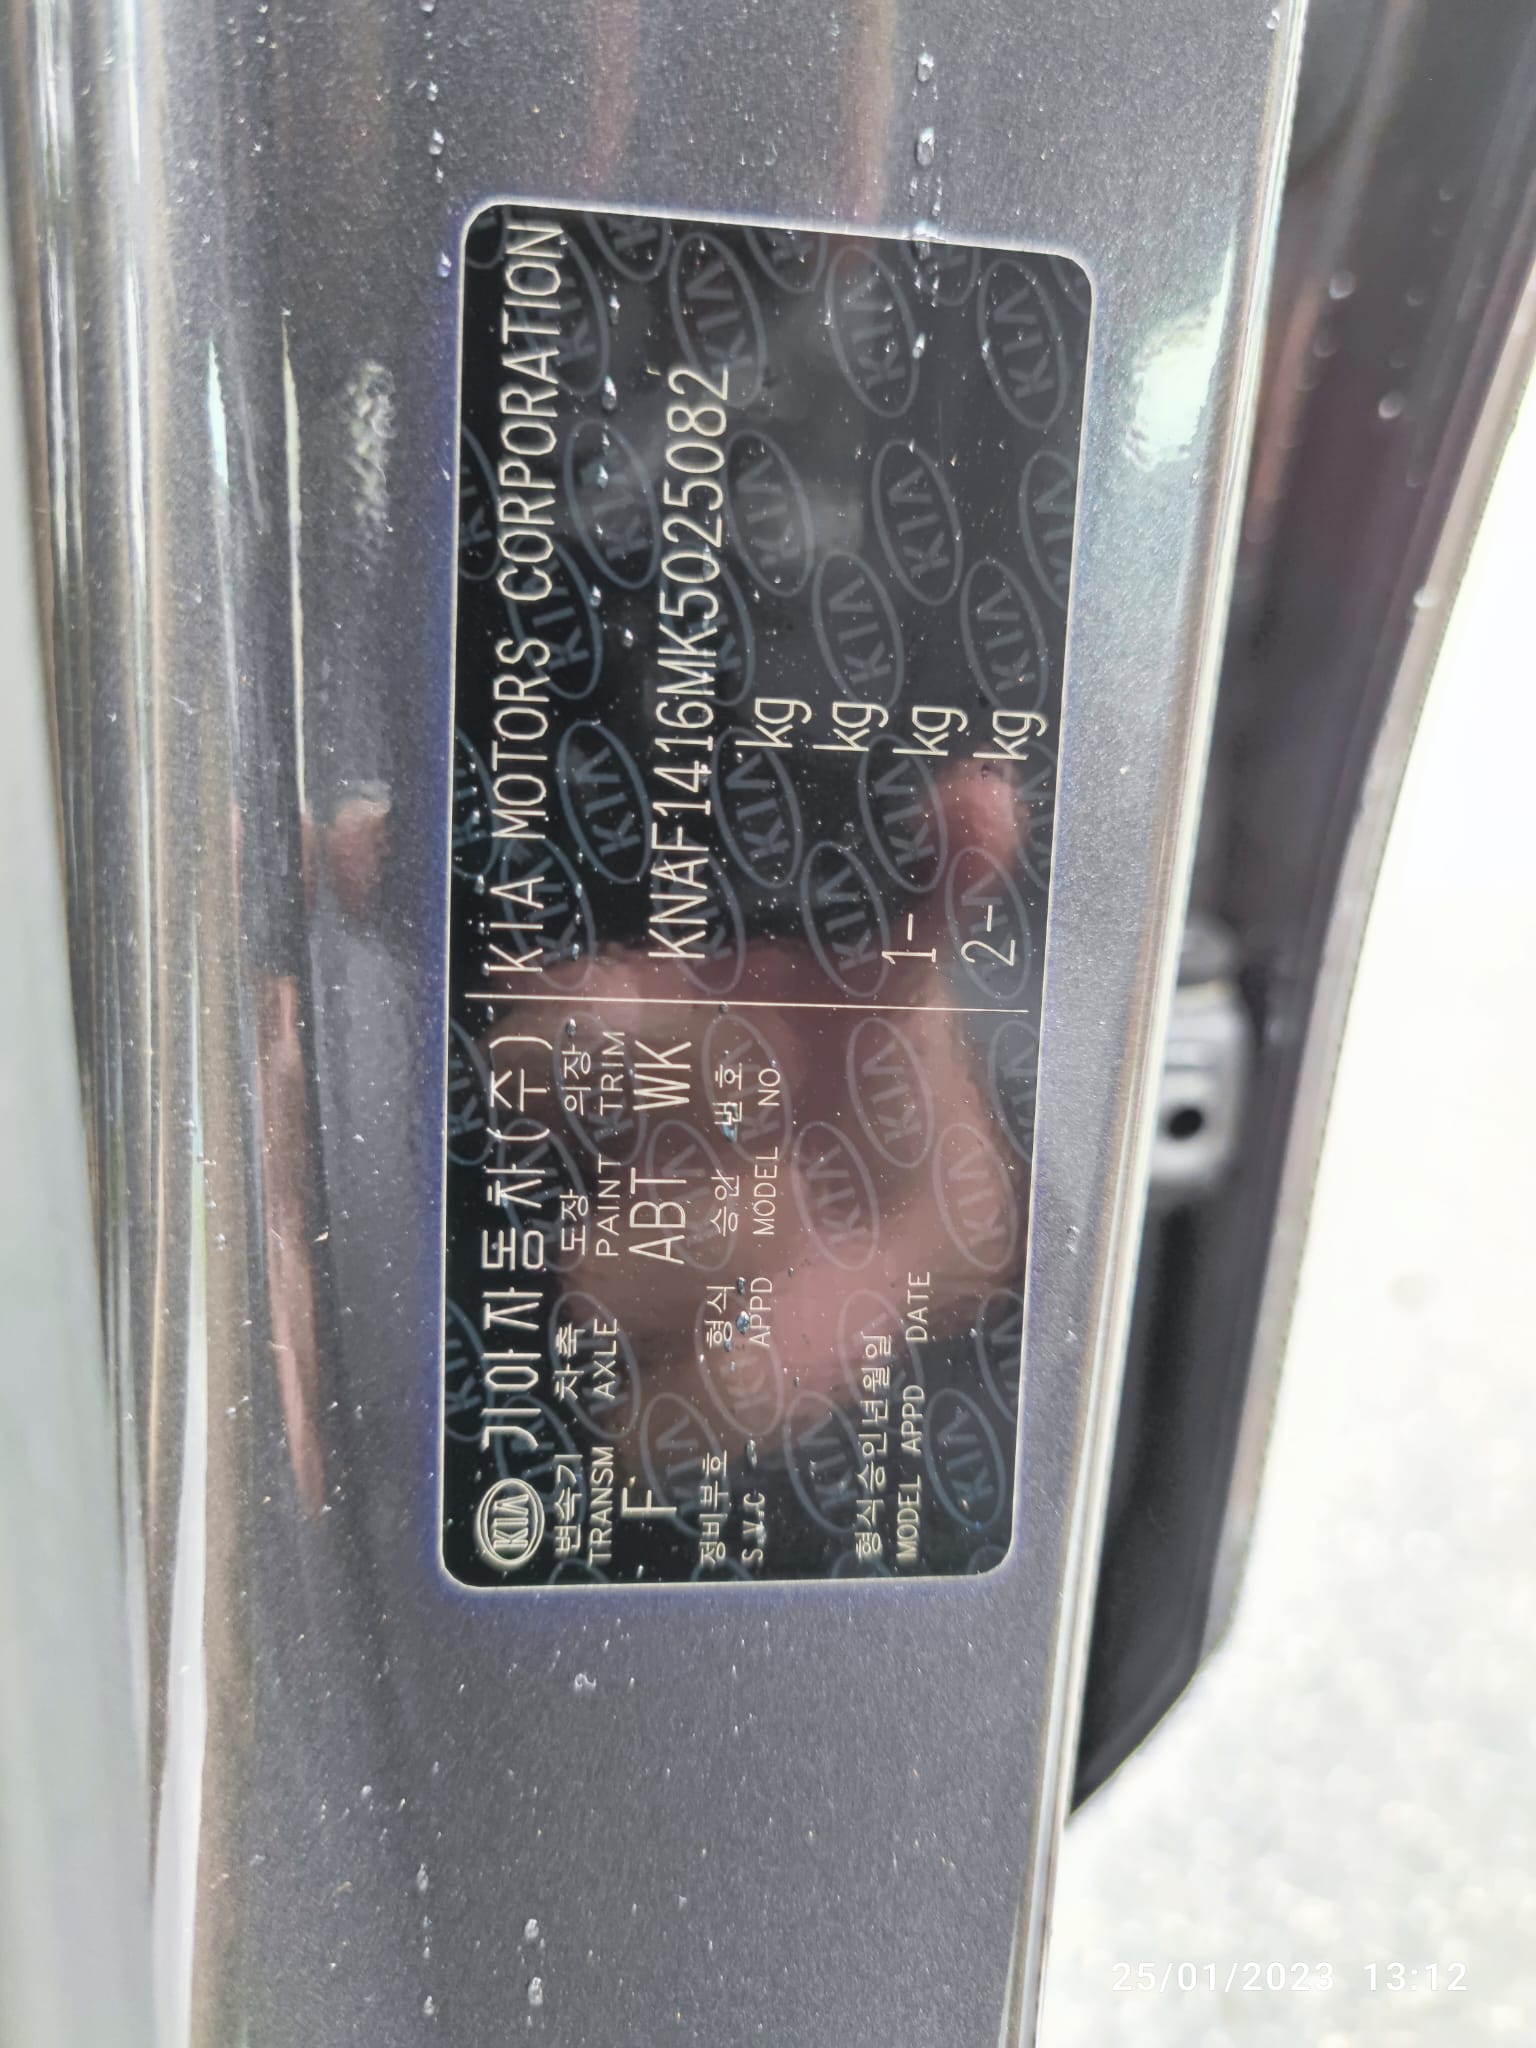 KIA 기아자동차(주) KIA MOTORS CORPORATION
변속기 차축 도장 의장
TRANSM AXLE PAINT TRIM
F ABT WK KNAF1416MK5025082
정비부호 형식 승인 번호
S.V.C APPD MODEL NO.
kg
kg
형식승인년월일
MODEL APPD DATE
1- kg
2- kg
25/01/2023 13:12